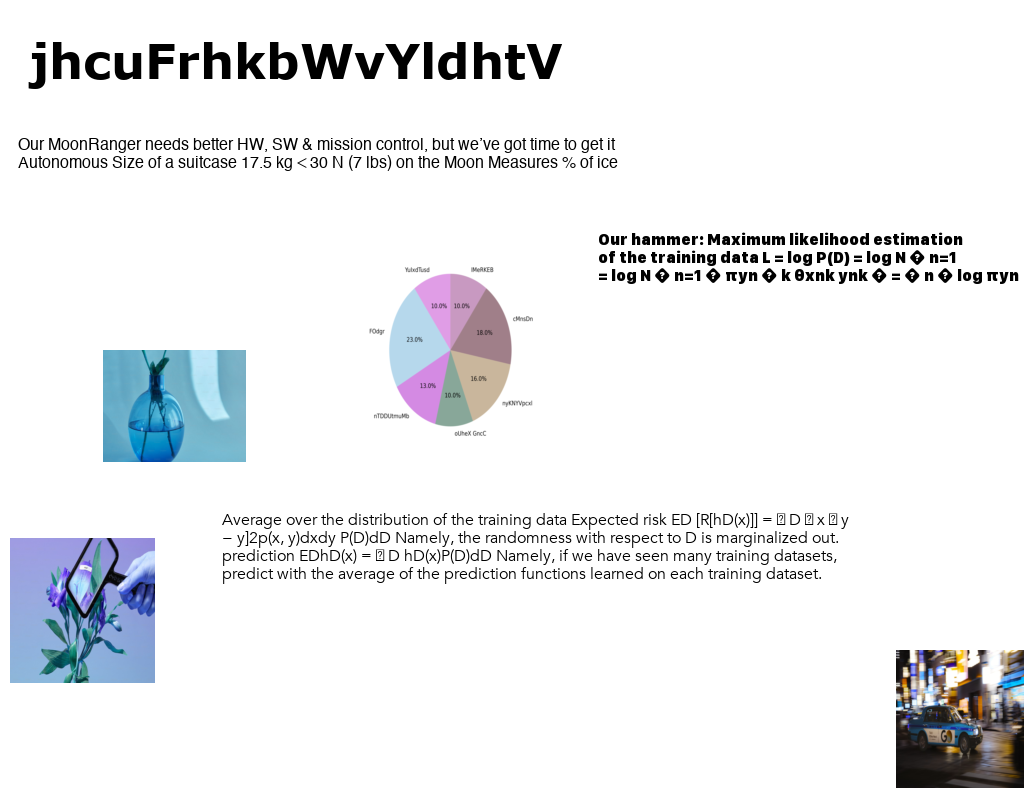 jhcuFrhkbWvYldhtV
Our MoonRanger needs better HW, SW & mission control, but we’ve got time to get it
Autonomous Size of a suitcase 17.5 kg < 30 N (7 lbs) on the Moon Measures % of ice
Our hammer: Maximum likelihood estimation
of the training data L = log P(D) = log N � n=1
= log N � n=1 � πyn � k θxnk ynk � = � n � log πyn
YulxdTusd
IMeRKEB
10.0%
10.0%
cMnsDn
FOdgr
18.0%
23.0%
16.0%
13.0%
10.0%
nyKNYVpcxl
nTDDUtmuMb
oUheX GncC
Average over the distribution of the training data Expected risk ED [R[hD(x)]] = � D � x � y
− y]2p(x, y)dxdy P(D)dD Namely, the randomness with respect to D is marginalized out.
prediction EDhD(x) = � D hD(x)P(D)dD Namely, if we have seen many training datasets,
predict with the average of the prediction functions learned on each training dataset.
GO